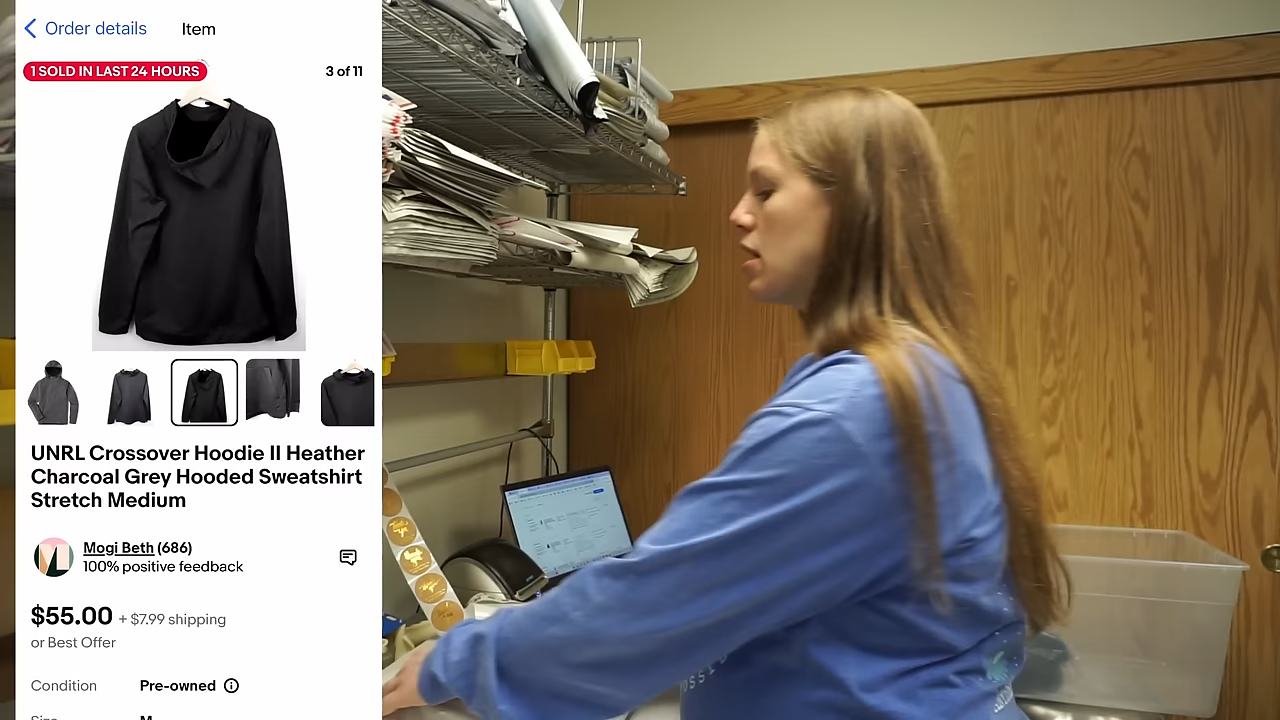 Order details
Item
1 SOLD IN LAST 24 HOURS
3 of 11
UNRL Crossover Hoodie II Heather
Charcoal Grey Hooded Sweatshirt
Stretch Medium
Mogi Beth (686)
100% positive feedback
$55.00 + $7.99 shipping
or Best Offer
Condition
Pre-owned